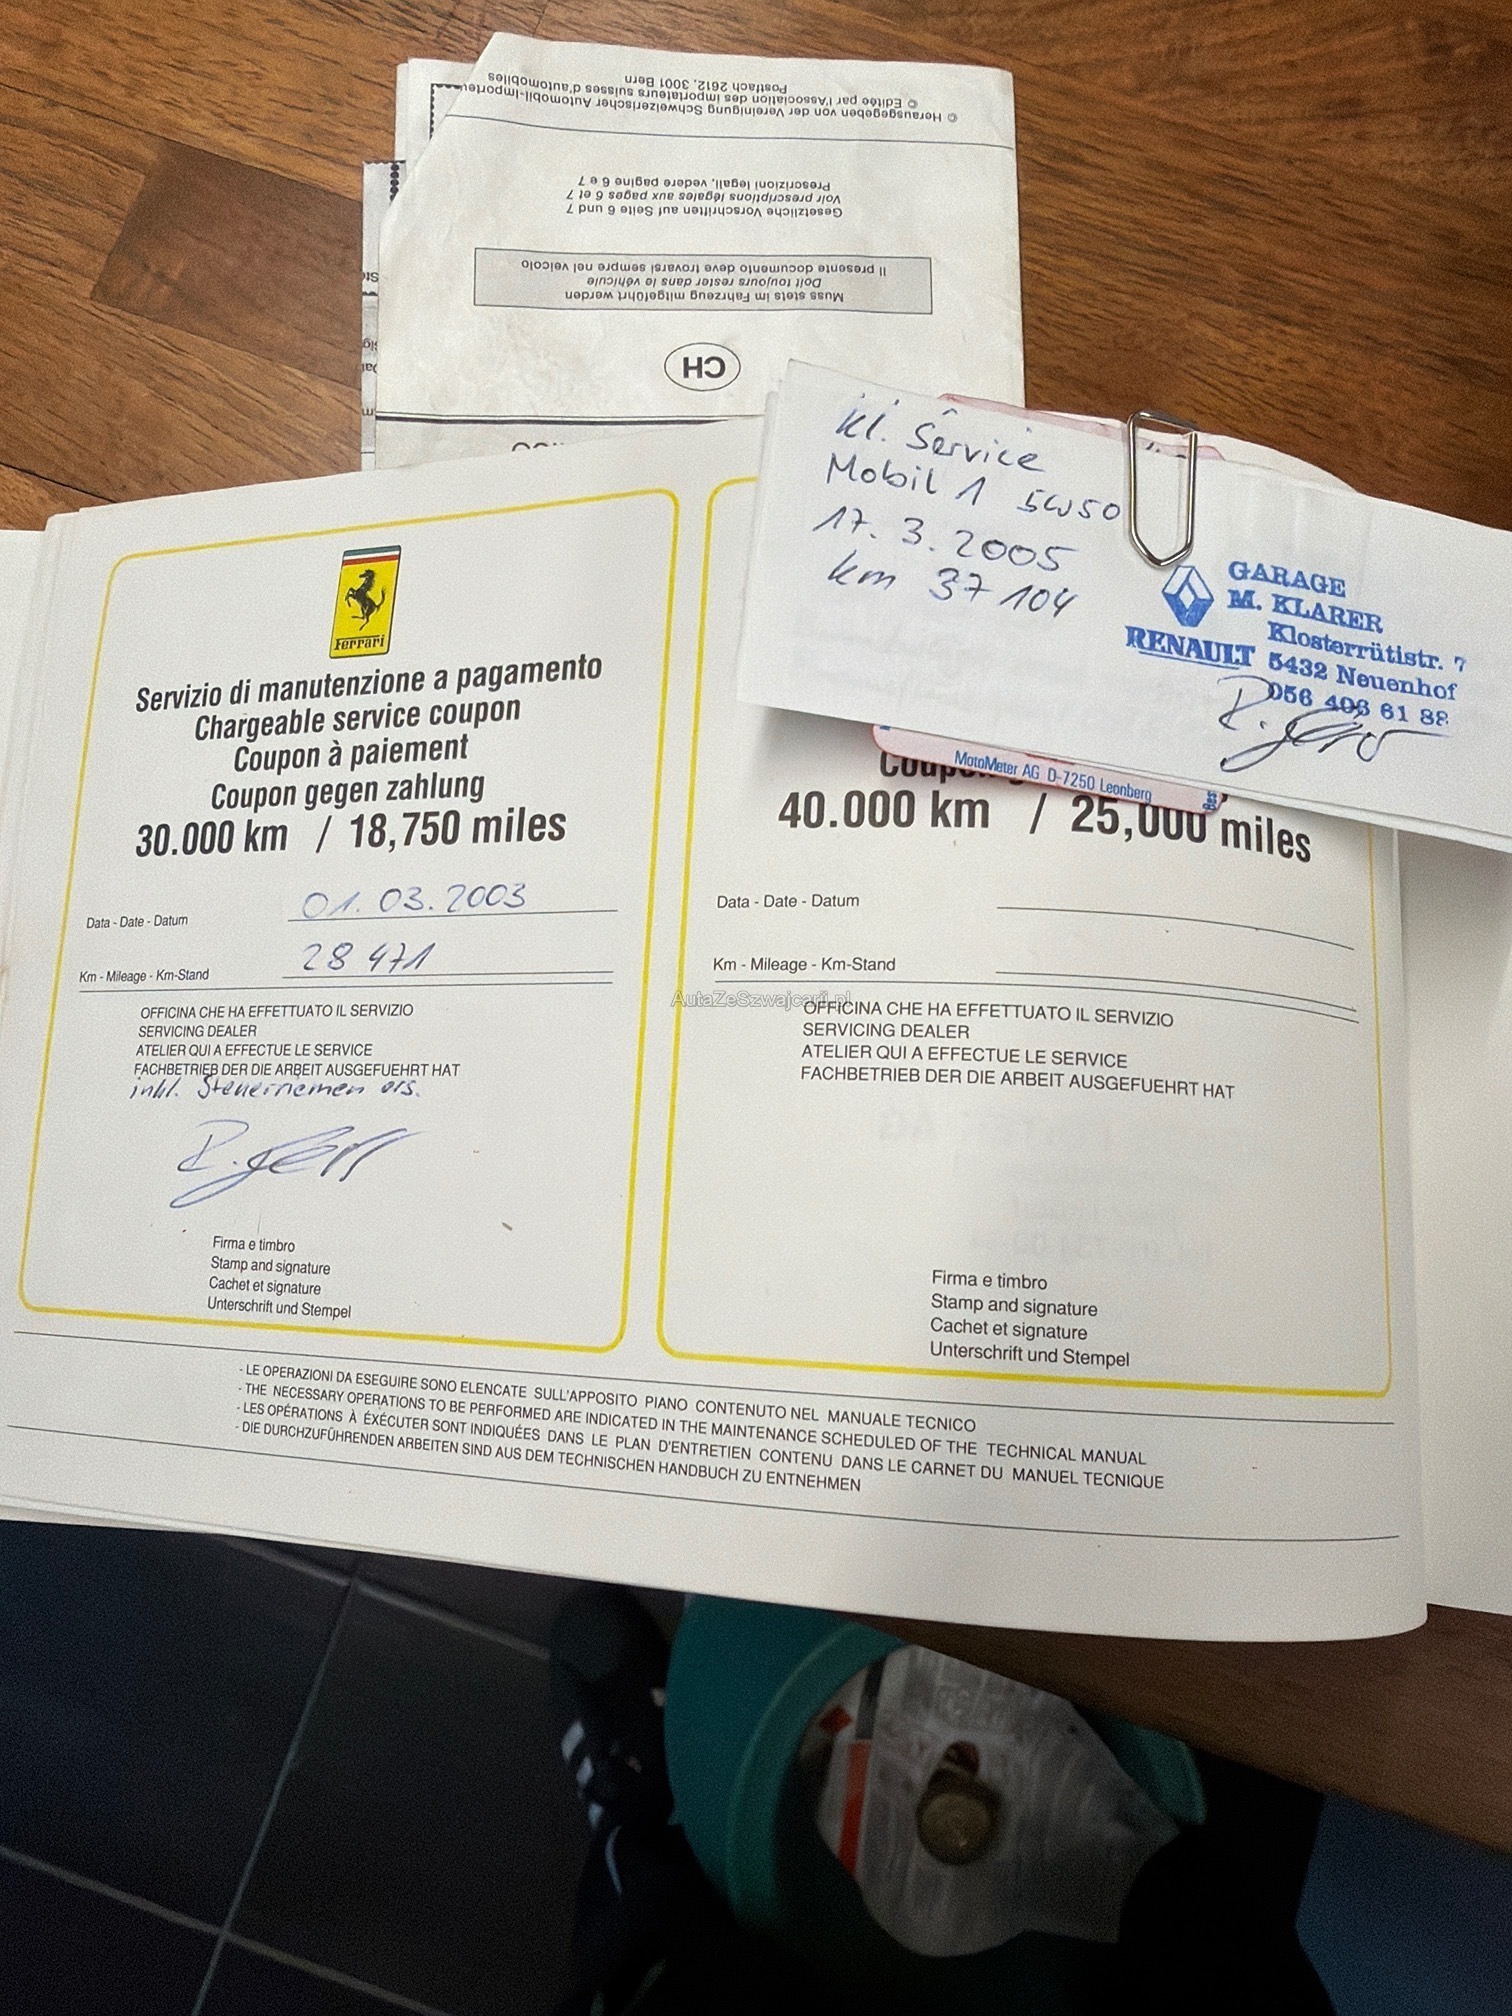 © Herausgegeben von der Vereinigung Schweizerischer Automobil-Importeu
© Editée par l'Association des importateurs suisses d'automobiles
Postfach 2612, 3001 Bern
Gesetzliche Vorschriften auf Seite 6 und 7
Voir prescriptions légales aux pages 6 et 7
Prescrizioni legali, vedere pagine 6 e 7
Muss stets im Fahrzeug mitgeführt werden
Doit toujours rester dans le véhicule
Il presente documento deve trovarsi sempre nel veicolo
CH
kl. Service
Mobil 1 5W50
17. 3. 2005
km 37 104
GARAGE
M. KLARER
Klosterrütistr. 7
RENAULT 5432 Neuenhof
056 406 61 88
MotoMeter AG D-7250 Leonberg
Ferrari
Servizio di manutenzione a pagamento
Chargeable service coupon
Coupon à paiement
Coupon gegen zahlung
30.000 km / 18,750 miles
Data - Date - Datum 01.03.2003
Km - Mileage - Km-Stand 28 471
OFFICINA CHE HA EFFETTUATO IL SERVIZIO
SERVICING DEALER
ATELIER QUI A EFFECTUE LE SERVICE
FACHBETRIEB DER DIE ARBEIT AUSGEFUEHRT HAT
inkl. Steuerriemen ers.
Firma e timbro
Stamp and signature
Cachet et signature
Unterschrift und Stempel
40.000 km / 25,000 miles
Data - Date - Datum
Km - Mileage - Km-Stand
AutaZeSzwajcarii.pl
OFFICINA CHE HA EFFETTUATO IL SERVIZIO
SERVICING DEALER
ATELIER QUI A EFFECTUE LE SERVICE
FACHBETRIEB DER DIE ARBEIT AUSGEFUEHRT HAT
Firma e timbro
Stamp and signature
Cachet et signature
Unterschrift und Stempel
- LE OPERAZIONI DA ESEGUIRE SONO ELENCATE SULL'APPOSITO PIANO CONTENUTO NEL MANUALE TECNICO
- THE NECESSARY OPERATIONS TO BE PERFORMED ARE INDICATED IN THE MAINTENANCE SCHEDULED OF THE TECHNICAL MANUAL
- LES OPÉRATIONS À ÉXÉCUTER SONT INDIQUÉES DANS LE PLAN D'ENTRETIEN CONTENU DANS LE CARNET DU MANUEL TECNIQUE
- DIE DURCHZUFÜHRENDEN ARBEITEN SIND AUS DEM TECHNISCHEN HANDBUCH ZU ENTNEHMEN